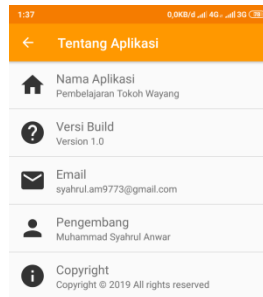 1:37 0,0KB/d 4G 3G 78
Tentang Aplikasi
Nama Aplikasi
Pembelajaran Tokoh Wayang
Versi Build
Version 1.0
Email
syahrul.am9773@gmail.com
Pengembang
Muhammad Syahrul Anwar
Copyright
Copyright © 2019 All rights reserved